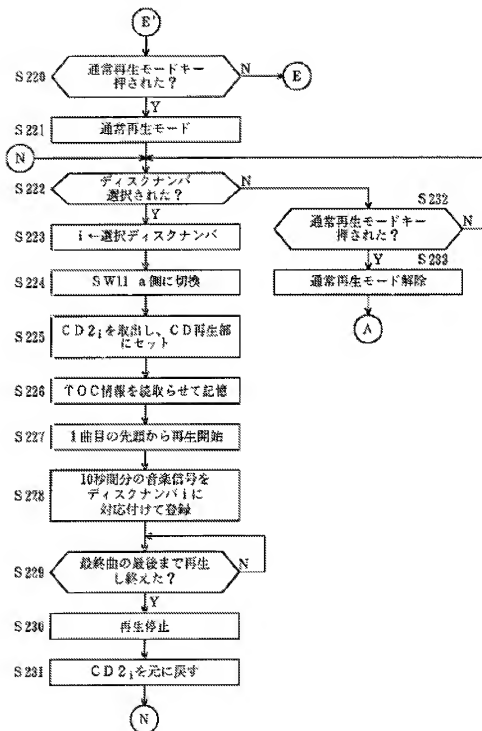 E'
S220
通常再生モードキー
押された？
N
E
Y
S221
通常再生モード
N
S222
ディスクナンバ
選択された？
N
Y
S223
i←選択ディスクナンバ
S224
SW11 a側に切換
S225
CD2iを取出し、CD再生部
にセット
S226
TOC情報を読取らせて記憶
S227
1曲目の先頭から再生開始
S228
10秒間分の音楽信号を
ディスクナンバiに
対応付けて登録
S229
最終曲の最後まで再生
し終えた？
N
Y
S230
再生停止
S231
CD2iを元に戻す
N
S232
通常再生モードキー
押された？
N
Y
S233
通常再生モード解除
A